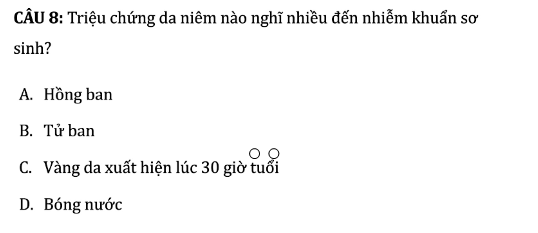 CÂU 8: Triệu chứng da niêm nào nghĩ nhiều đến nhiễm khuẩn sơ
sinh?
A. Hồng ban
B. Tử ban
C. Vàng da xuất hiện lúc 30 giờ tuổi
D. Bóng nước